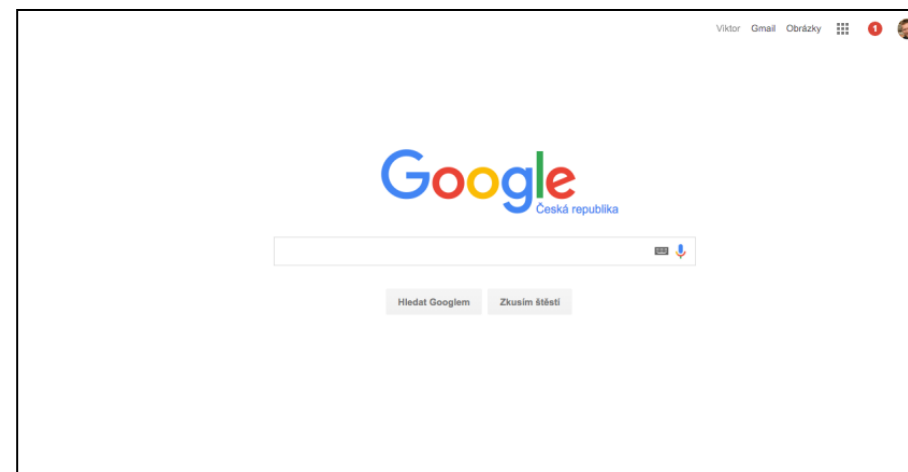 Viktor Gmail Obrázky 1
Google
Česká republika
Hledat Googlem Zkusím štěstí